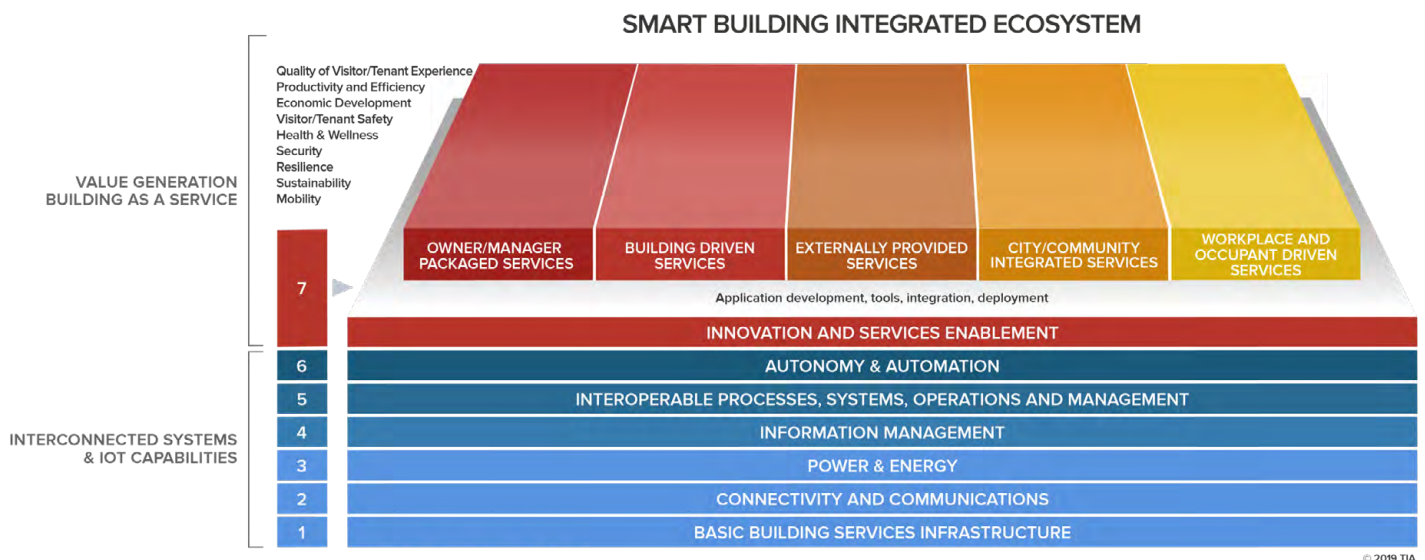 SMART BUILDING INTEGRATED ECOSYSTEM
Quality of Visitor/Tenant Experience
Productivity and Efficiency
Economic Development
Visitor/Tenant Safety
Health & Wellness
Security
Resilience
Sustainability
Mobility
VALUE GENERATION
BUILDING AS A SERVICE
OWNER/MANAGER
PACKAGED SERVICES
BUILDING DRIVEN
SERVICES
EXTERNALLY PROVIDED
SERVICES
CITY/COMMUNITY
INTEGRATED SERVICES
WORKPLACE AND
OCCUPANT DRIVEN
SERVICES
7
Application development, tools, integration, deployment
INNOVATION AND SERVICES ENABLEMENT
6
AUTONOMY & AUTOMATION
5
INTEROPERABLE PROCESSES, SYSTEMS, OPERATIONS AND MANAGEMENT
INTERCONNECTED SYSTEMS
& IOT CAPABILITIES
4
INFORMATION MANAGEMENT
3
POWER & ENERGY
2
CONNECTIVITY AND COMMUNICATIONS
1
BASIC BUILDING SERVICES INFRASTRUCTURE
© 2019 TIA